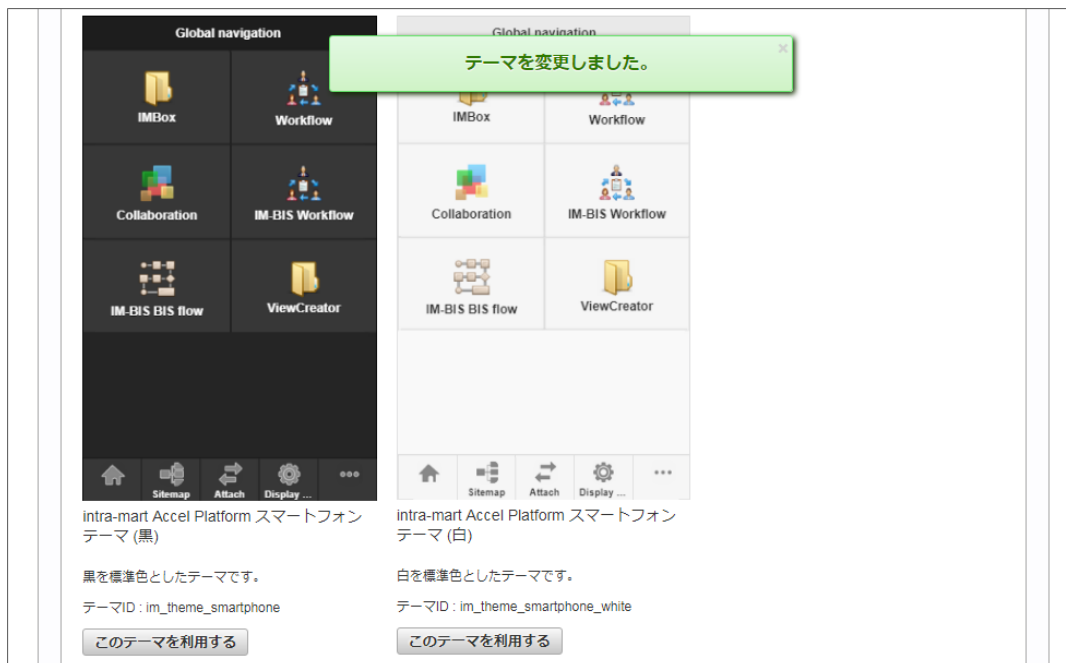 Global navigation
IMBox
Workflow
Collaboration
IM-BIS Workflow
IM-BIS BIS flow
ViewCreator
Sitemap
Attach
Display ...
intra-mart Accel Platform スマートフォン
テーマ (黒)
黒を標準色としたテーマです。
テーマID : im_theme_smartphone
このテーマを利用する
Global navigation
テーマを変更しました。
×
IMBox
Workflow
Collaboration
IM-BIS Workflow
IM-BIS BIS flow
ViewCreator
Sitemap
Attach
Display ...
intra-mart Accel Platform スマートフォン
テーマ (白)
白を標準色としたテーマです。
テーマID : im_theme_smartphone_white
このテーマを利用する